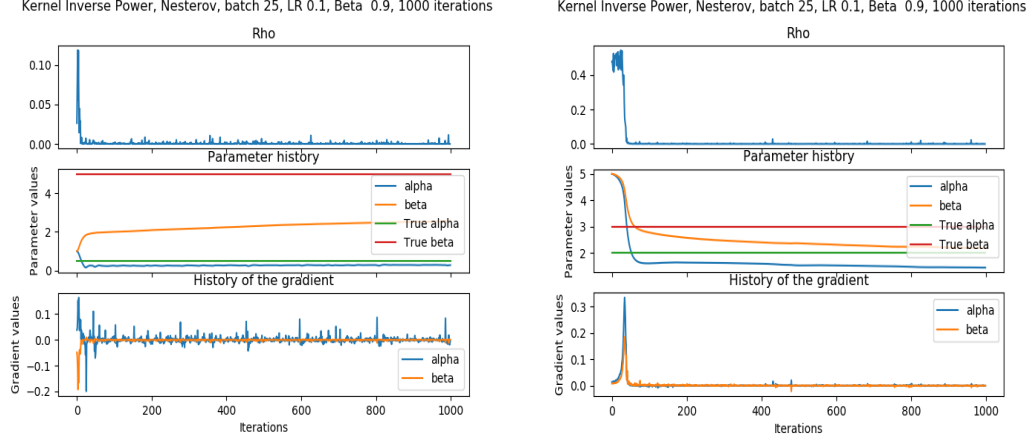 Kernel Inverse Power, Nesterov, batch 25, LR 0.1, Beta 0.9, 1000 iterations
Rho
0.10
0.05
0.00
Parameter history
Parameter values
4
2
0
alpha
beta
True alpha
True beta
History of the gradient
Gradient values
0.1
0.0
−0.1
−0.2
alpha
beta
0
200
400
600
800
1000
Iterations
Kernel Inverse Power, Nesterov, batch 25, LR 0.1, Beta 0.9, 1000 iterations
Rho
0.4
0.2
0.0
Parameter history
Parameter values
5
4
3
2
1
alpha
beta
True alpha
True beta
History of the gradient
Gradient values
0.3
0.2
0.1
0.0
alpha
beta
0
200
400
600
800
1000
Iterations